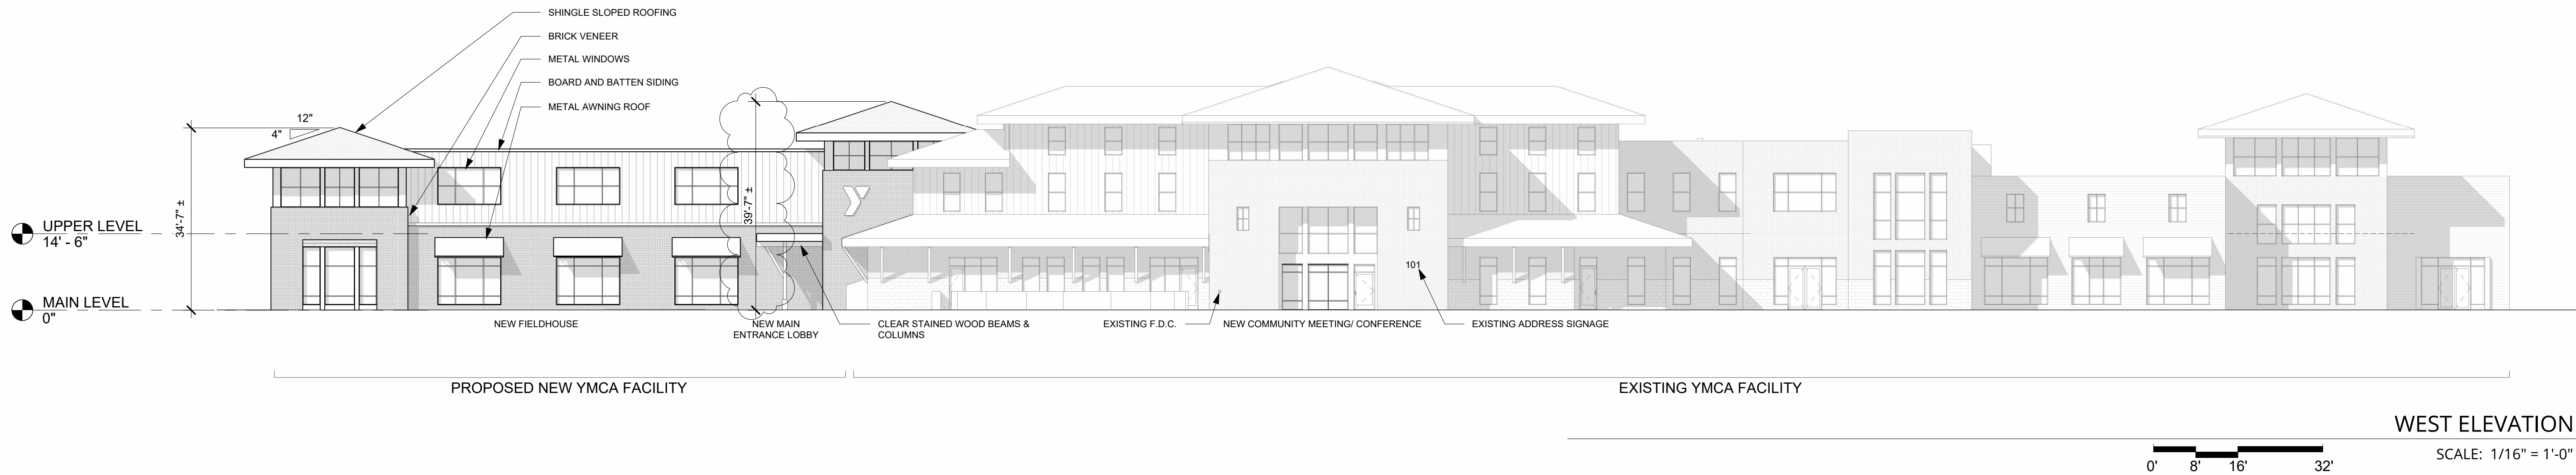 SHINGLE SLOPED ROOFING
BRICK VENEER
METAL WINDOWS
BOARD AND BATTEN SIDING
METAL AWNING ROOF
12"
4"
34'-7" ±
39'-7" ±
UPPER LEVEL
14' - 6"
MAIN LEVEL
0"
Y
101
NEW FIELDHOUSE
NEW MAIN
ENTRANCE LOBBY
CLEAR STAINED WOOD BEAMS &
COLUMNS
EXISTING F.D.C.
NEW COMMUNITY MEETING/ CONFERENCE
EXISTING ADDRESS SIGNAGE
PROPOSED NEW YMCA FACILITY
EXISTING YMCA FACILITY
WEST ELEVATION
SCALE: 1/16" = 1'-0"
0' 8' 16' 32'